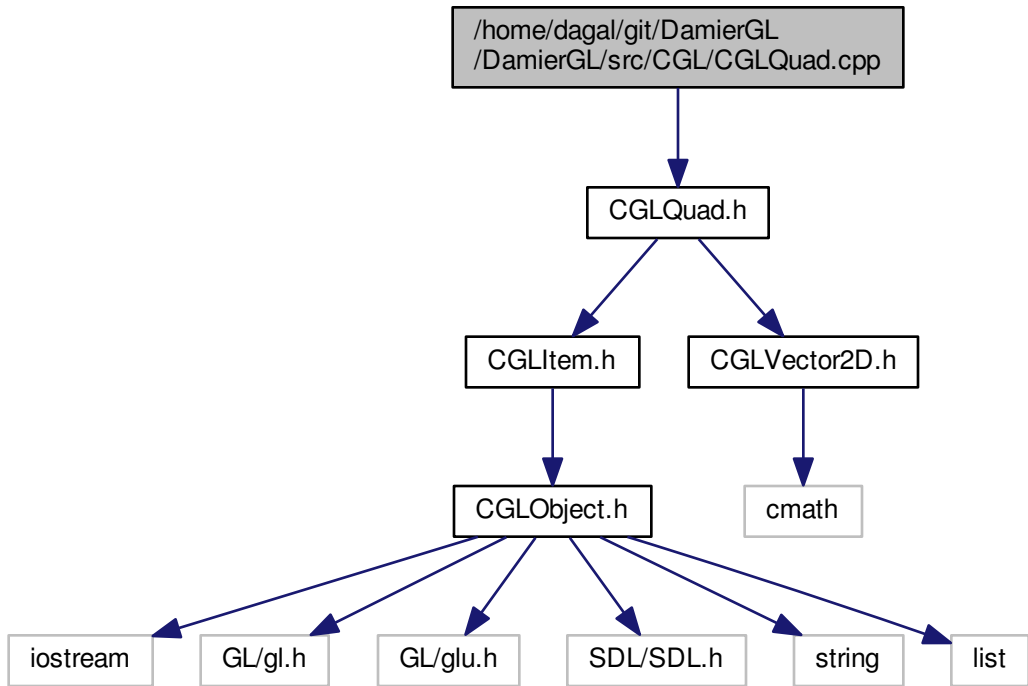 /home/dagal/git/DamierGL
/DamierGL/src/CGL/CGLQuad.cpp
CGLQuad.h
CGLItem.h
CGLVector2D.h
CGLObject.h
cmath
iostream
GL/gl.h
GL/glu.h
SDL/SDL.h
string
list